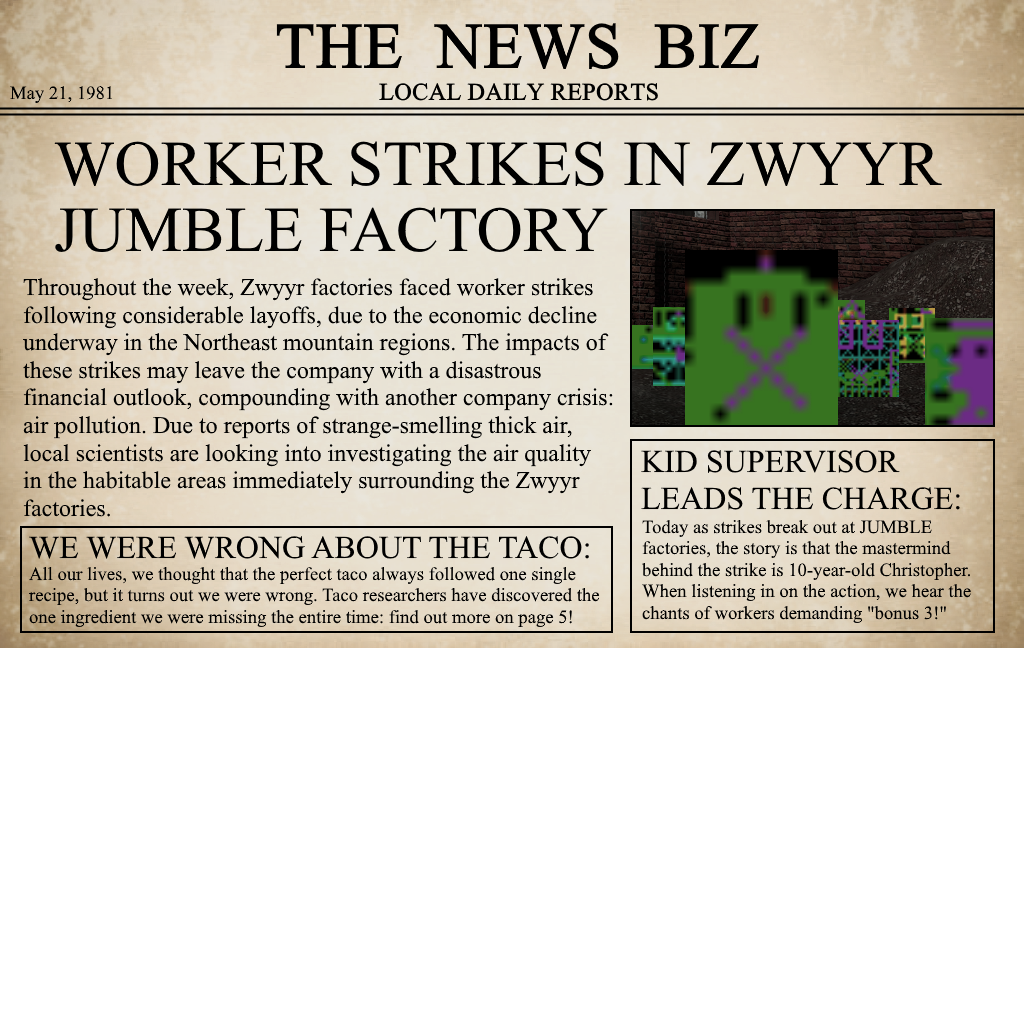 THE NEWS BIZ
May 21, 1981
LOCAL DAILY REPORTS
WORKER STRIKES IN ZWYYR
JUMBLE FACTORY
Throughout the week, Zwyyr factories faced worker strikes
following considerable layoffs, due to the economic decline
underway in the Northeast mountain regions. The impacts of
these strikes may leave the company with a disastrous
financial outlook, compounding with another company crisis:
air pollution. Due to reports of strange-smelling thick air,
local scientists are looking into investigating the air quality
in the habitable areas immediately surrounding the Zwyyr
factories.
WE WERE WRONG ABOUT THE TACO:
All our lives, we thought that the perfect taco always followed one single
recipe, but it turns out we were wrong. Taco researchers have discovered the
one ingredient we were missing the entire time: find out more on page 5!
KID SUPERVISOR
LEADS THE CHARGE:
Today as strikes break out at JUMBLE
factories, the story is that the mastermind
behind the strike is 10-year-old Christopher.
When listening in on the action, we hear the
chants of workers demanding "bonus 3!"